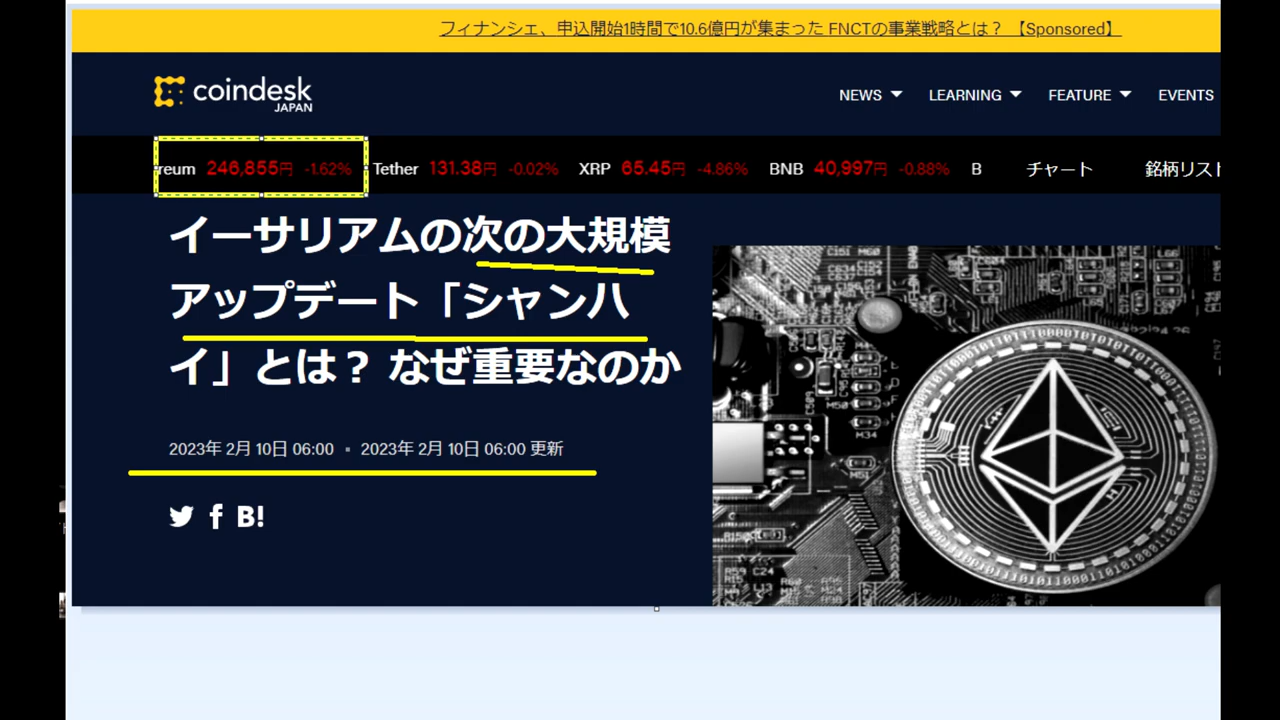 フィナンシェ、申込開始1時間で10.6億円が集まった FNCTの事業戦略とは？ 【Sponsored】
coindesk
JAPAN
NEWS LEARNING FEATURE EVENTS
reum 246,855円 -1.62% Tether 131.38円 -0.02% XRP 65.45円 -4.86% BNB 40,997円 -0.88% B チャート 銘柄リスト
イーサリアムの次の大規模
アップデート「シャンハ
イ」とは？ なぜ重要なのか
2023年 2月 10日 06:00 2023年 2月 10日 06:00 更新
B!